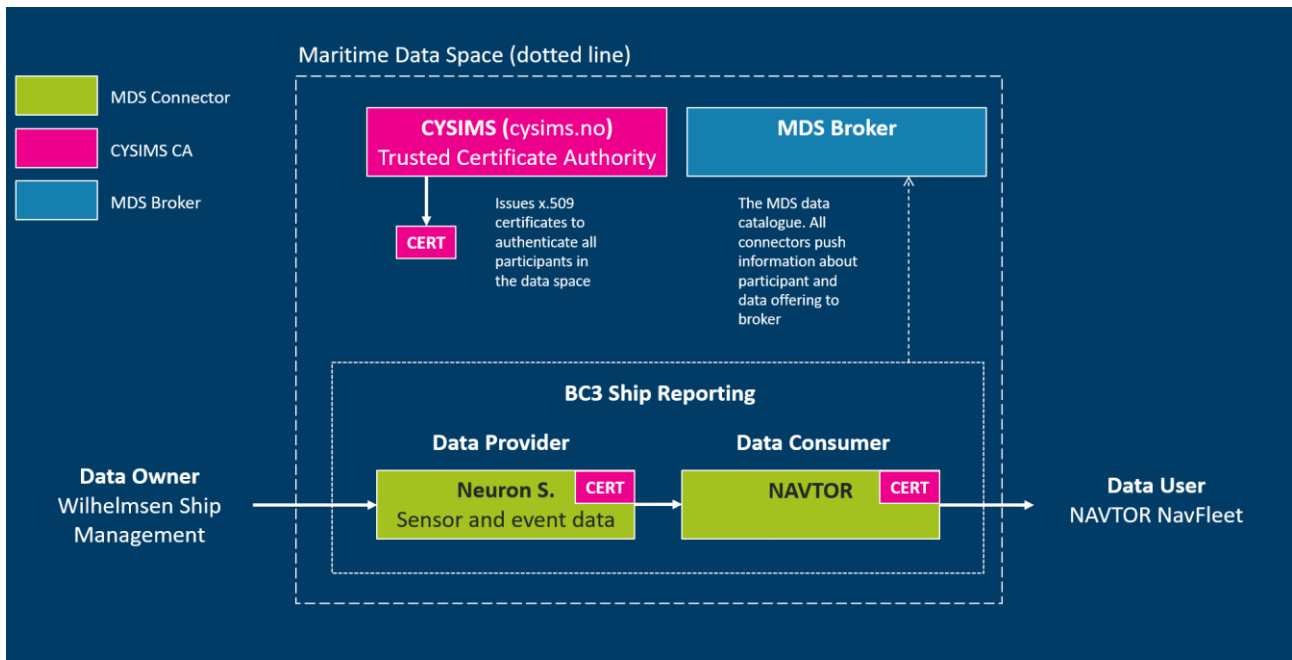 Maritime Data Space (dotted line)
MDS Connector
CYSIMS CA
MDS Broker
CYSIMS (cysims.no)
Trusted Certificate Authority
MDS Broker
CERT
Issues x.509
certificates to
authenticate all
participants in
the data space
The MDS data
catalogue. All
connectors push
information about
participant and
data offering to
broker
BC3 Ship Reporting
Data Provider
Data Consumer
Data Owner
Wilhelmsen Ship
Management
Neuron S.
CERT
Sensor and event data
NAVTOR
CERT
Data User
NAVTOR NavFleet